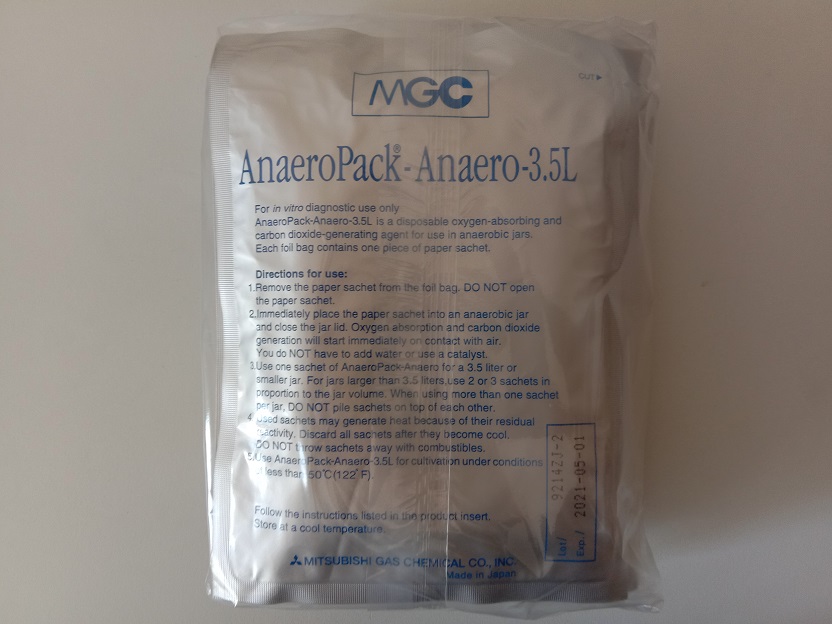 MGC
CUT ▶
AnaeroPack®-Anaero-3.5L
For in vitro diagnostic use only
AnaeroPack-Anaero-3.5L is a disposable oxygen-absorbing and
carbon dioxide-generating agent for use in anaerobic jars.
Each foil bag contains one piece of paper sachet.
Directions for use:
1.Remove the paper sachet from the foil bag. DO NOT open
the paper sachet.
2.Immediately place the paper sachet into an anaerobic jar
and close the jar lid. Oxygen absorption and carbon dioxide
generation will start immediately on contact with air.
You do NOT have to add water or use a catalyst.
3.Use one sachet of AnaeroPack-Anaero for a 3.5 liter or
smaller jar. For jars larger than 3.5 liters,use 2 or 3 sachets in
proportion to the jar volume. When using more than one sachet
per jar, DO NOT pile sachets on top of each other.
4.Used sachets may generate heat because of their residual
reactivity. Discard all sachets after they become cool.
DO NOT throw sachets away with combustibles.
5.Use AnaeroPack-Anaero-3.5L for cultivation under conditions
of less than 50℃(122°F).
Follow the instructions listed in the product insert.
Store at a cool temperature.
Lot/ 9214ZJ-2
Exp./ 2021-05-01
MITSUBISHI GAS CHEMICAL CO., INC.
Made in Japan